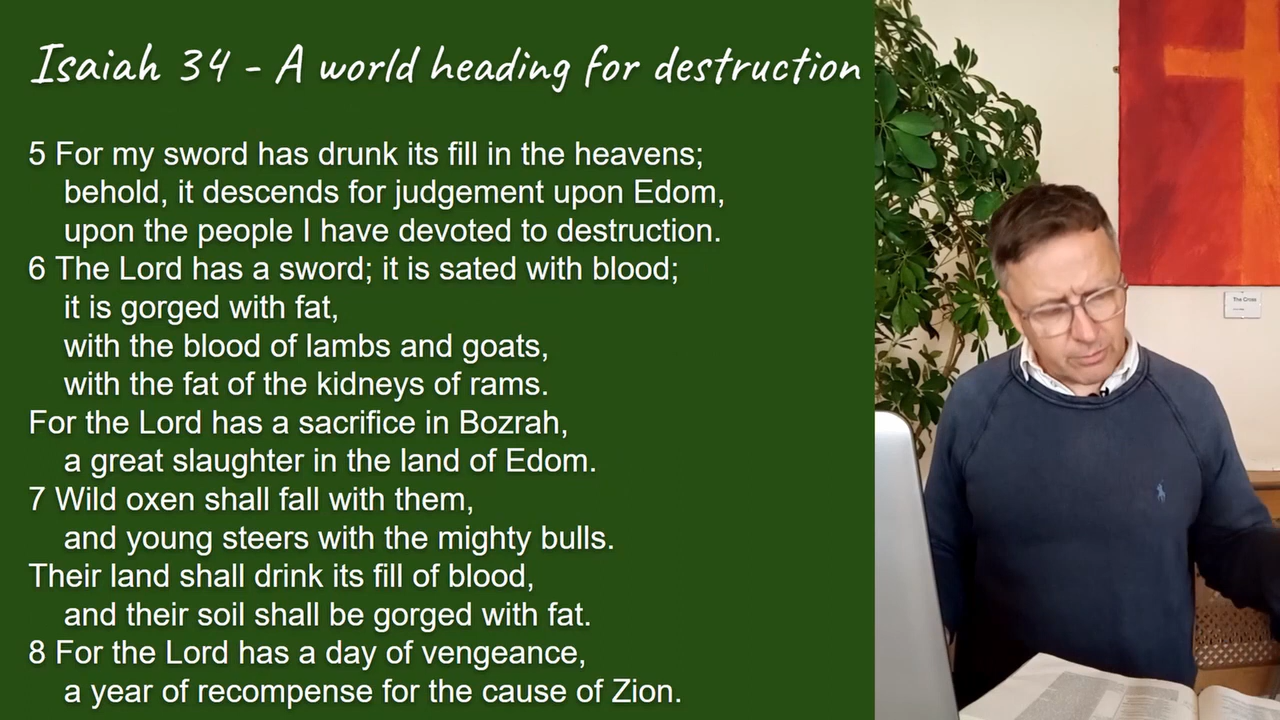 Isaiah 34 - A world heading for destruction
5 For my sword has drunk its fill in the heavens;
behold, it descends for judgement upon Edom,
upon the people I have devoted to destruction.
6 The Lord has a sword; it is sated with blood;
it is gorged with fat,
with the blood of lambs and goats,
with the fat of the kidneys of rams.
For the Lord has a sacrifice in Bozrah,
a great slaughter in the land of Edom.
7 Wild oxen shall fall with them,
and young steers with the mighty bulls.
Their land shall drink its fill of blood,
and their soil shall be gorged with fat.
8 For the Lord has a day of vengeance,
a year of recompense for the cause of Zion.
The Cross